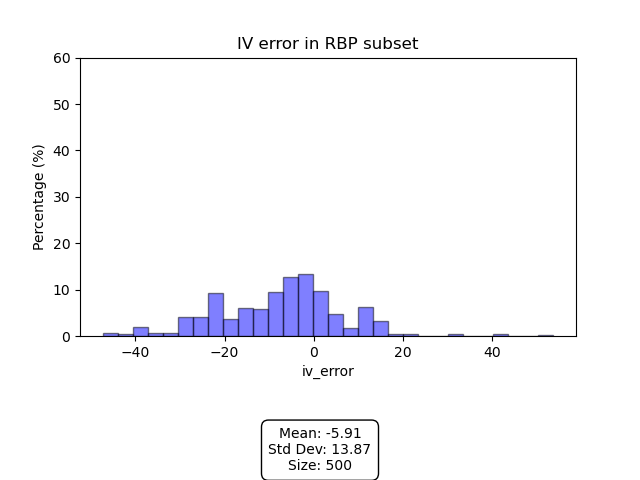 IV error in RBP subset
60
50
40
30
20
10
0
Percentage (%)
−40
−20
0
20
40
iv_error
Mean: -5.91
Std Dev: 13.87
Size: 500